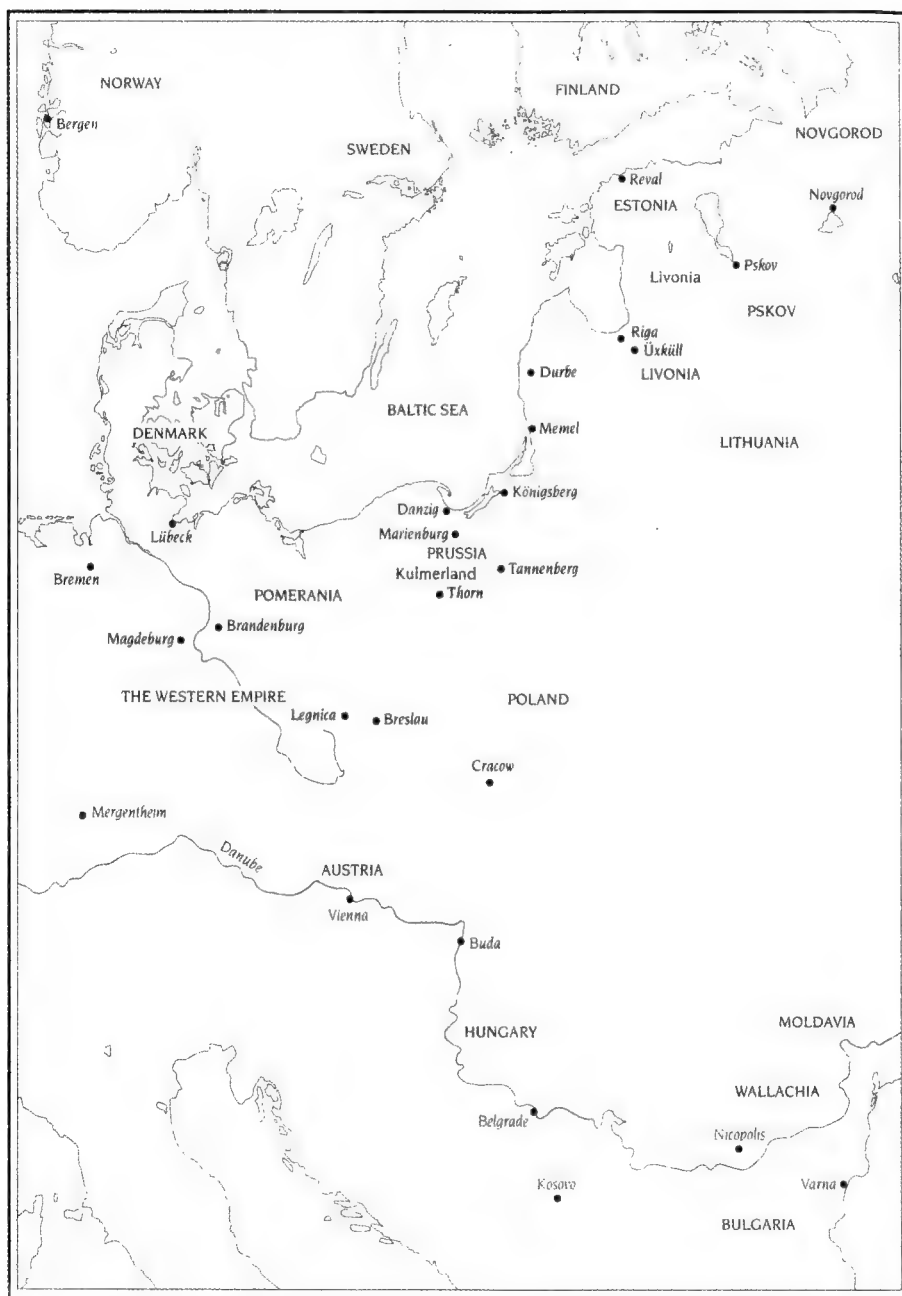 NORWAY
FINLAND
Bergen
NOVGOROD
SWEDEN
Reval
Novgorod
ESTONIA
Pskov
Livonia
PSKOV
Riga
Üxküll
Durbe
LIVONIA
BALTIC SEA
Memel
DENMARK
LITHUANIA
Königsberg
Danzig
Lübeck
Marienburg
PRUSSIA
Tannenberg
Bremen
Kulmerland
POMERANIA
Thorn
Brandenburg
Magdeburg
THE WESTERN EMPIRE
POLAND
Legnica
Breslau
Cracow
Mergentheim
Danube
AUSTRIA
Vienna
Buda
MOLDAVIA
HUNGARY
WALLACHIA
Belgrade
Nicopolis
Kosovo
Varna
BULGARIA